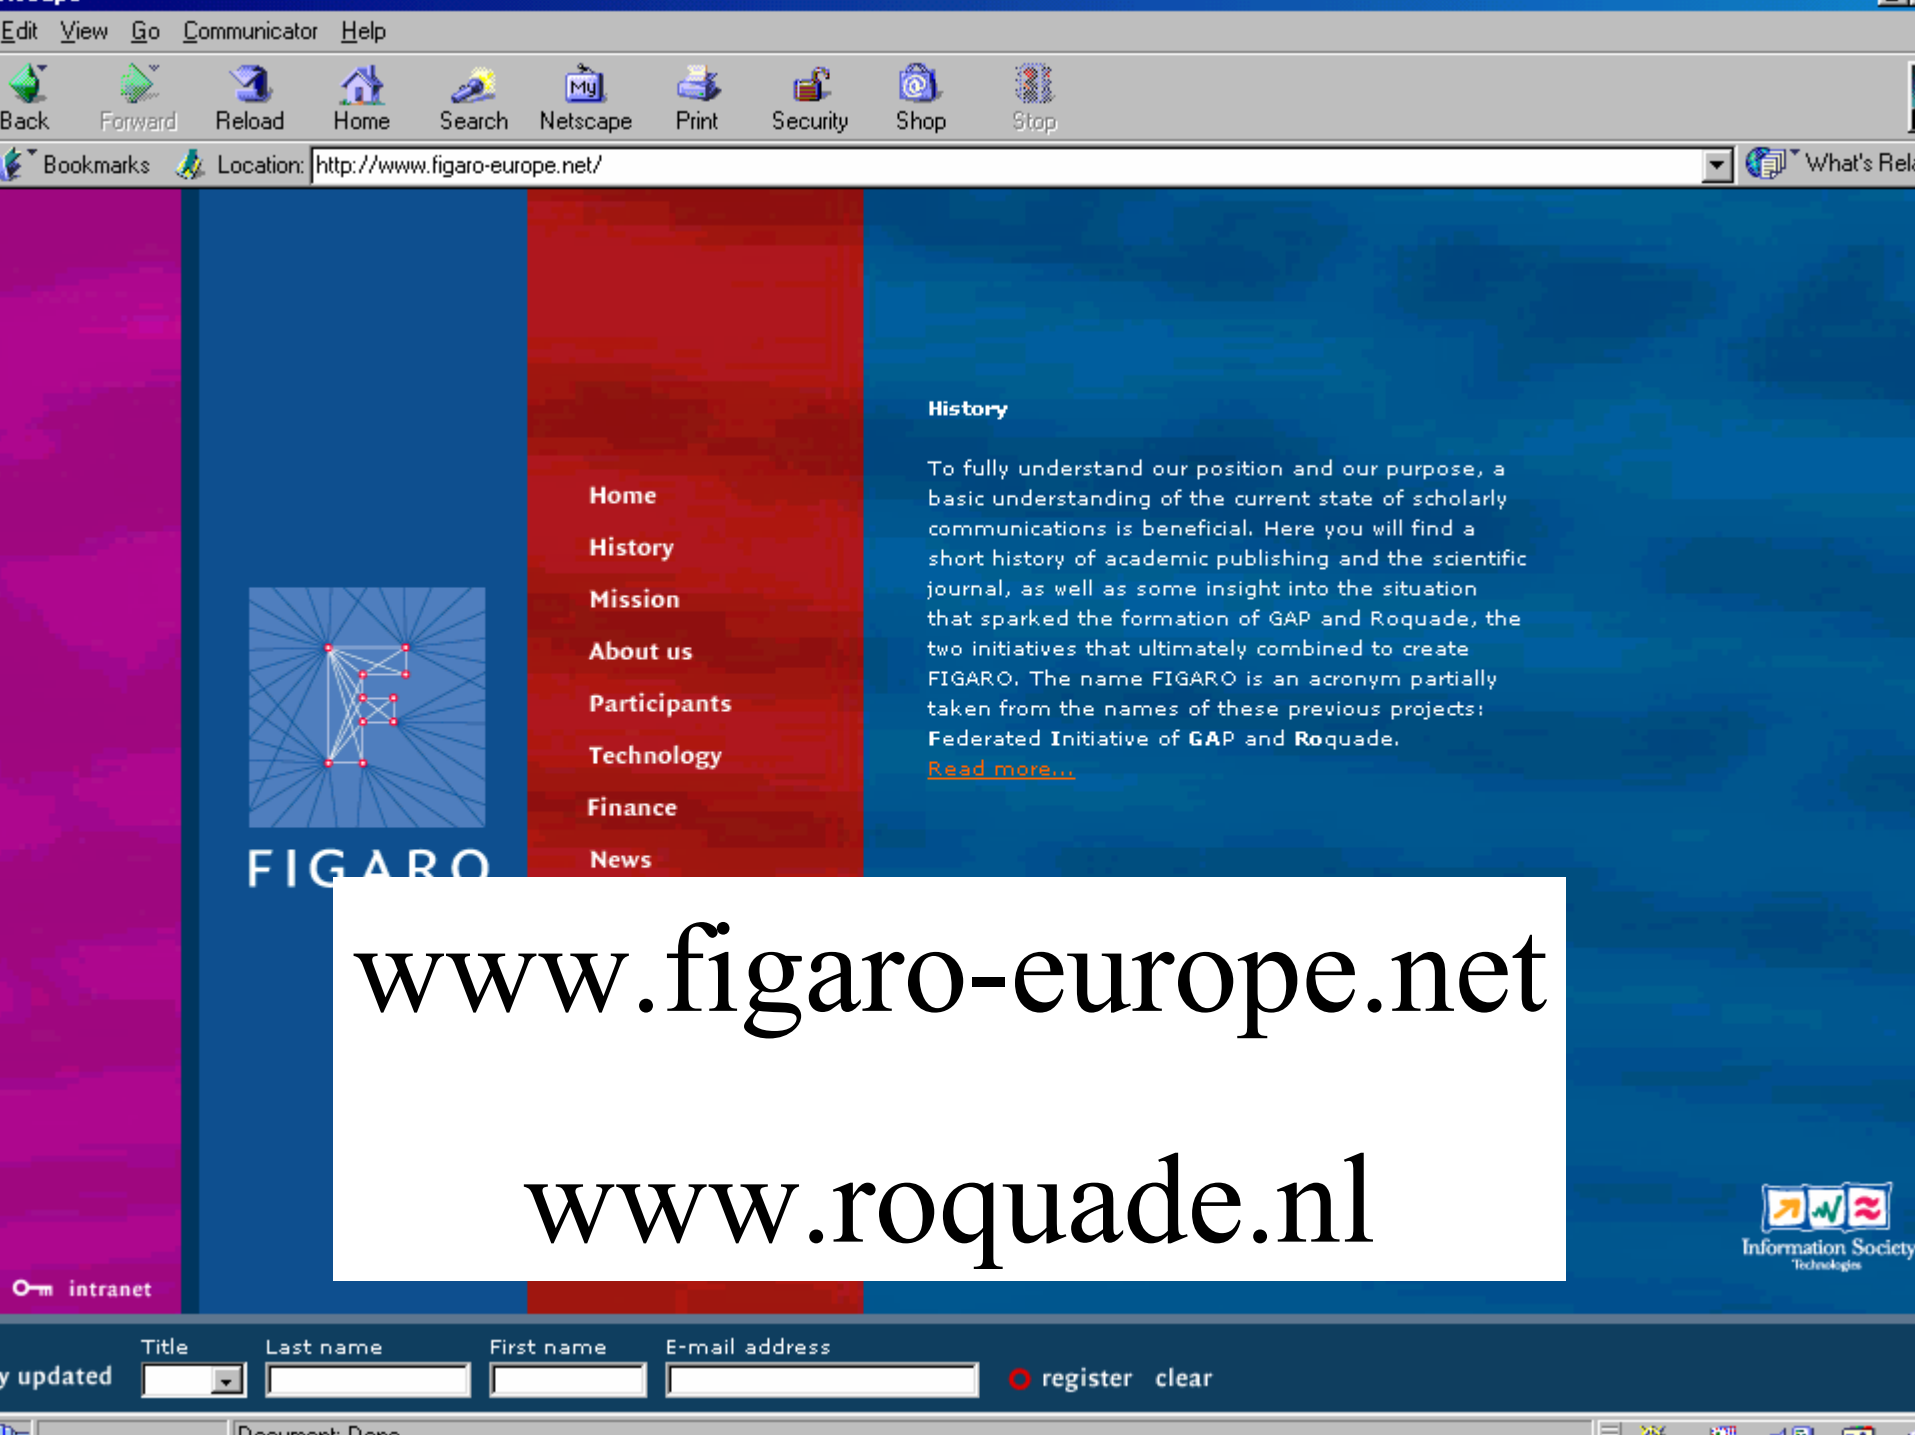 Edit View Go Communicator Help
Back Forward Reload Home Search Netscape Print Security Shop Stop
Bookmarks Location: http://www.figaro-europe.net/ What's
History
To fully understand our position and our purpose, a
basic understanding of the current state of scholarly
communications is beneficial. Here you will find a
short history of academic publishing and the scientific
journal, as well as some insight into the situation
that sparked the formation of GAP and Roquade, the
two initiatives that ultimately combined to create
FIGARO. The name FIGARO is an acronym partially
taken from the names of these previous projects:
Federated Initiative of GAP and Roquade.
Read more...
Home
History
Mission
About us
Participants
Technology
Finance
News
FIGARO
www.figaro-europe.net
www.roquade.nl
Information Society
Technologies
intranet
Title Last name First name E-mail address
updated register clear
Document: Done